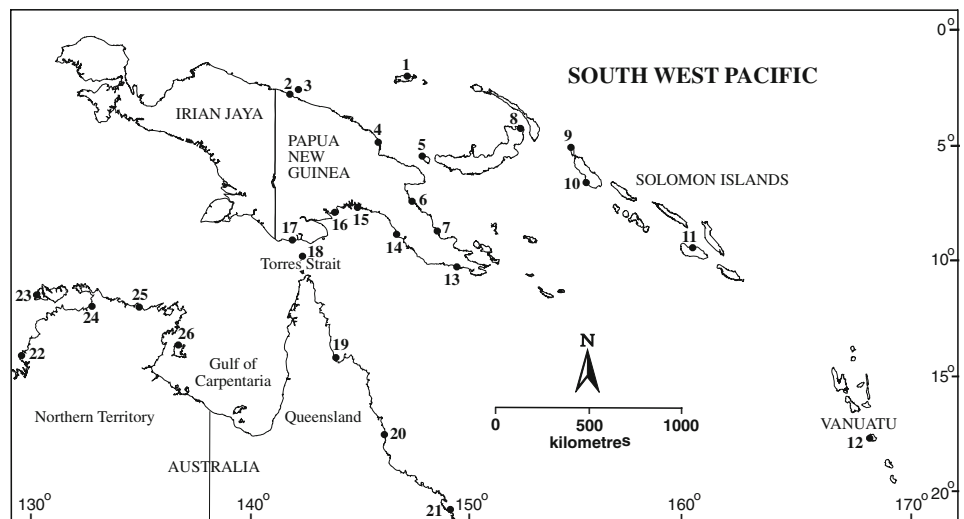 0°
1
SOUTH WEST PACIFIC
2 3
IRIAN JAYA
8
PAPUA
NEW
GUINEA
4
5
9
5°
10
SOLOMON ISLANDS
6
16 15
7
17
14
11
18
Torres Strait
13
10°
23
25
24
26
22
19
N
Gulf of
Carpentaria
15°
0 500 1000
kilometres
Northern Territory
Queensland
20
VANUATU
12
AUSTRALIA
21
20°
130° 140° 150° 160° 170°